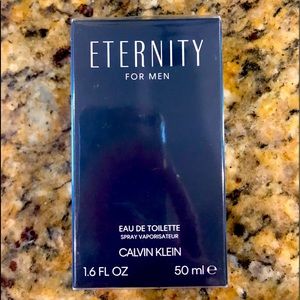 ETERNITY
FOR MEN
EAU DE TOILETTE
SPRAY VAPORISATEUR
CALVIN KLEIN
1.6 FL OZ 50 ml e